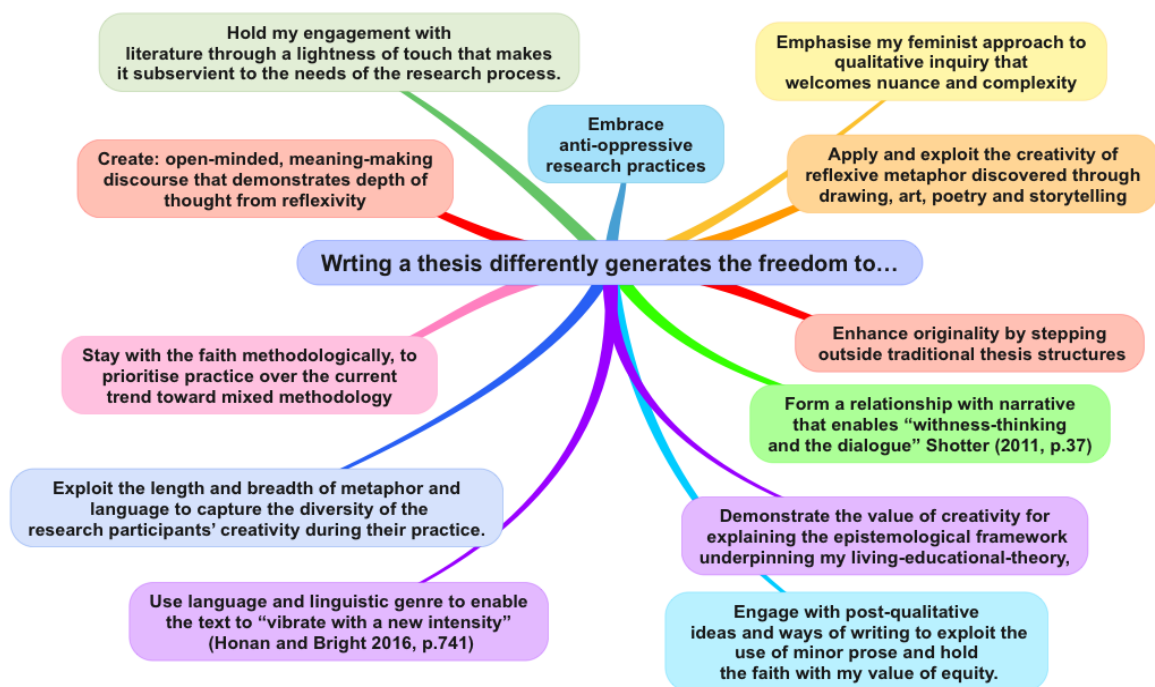 Hold my engagement with
literature through a lightness of touch that makes
it subservient to the needs of the research process.
Emphasise my feminist approach to
qualitative inquiry that
welcomes nuance and complexity
Embrace
anti-oppressive
research practices
Create: open-minded, meaning-making
discourse that demonstrates depth of
thought from reflexivity
Apply and exploit the creativity of
reflexive metaphor discovered through
drawing, art, poetry and storytelling
Wrting a thesis differently generates the freedom to…
Stay with the faith methodologically, to
prioritise practice over the current
trend toward mixed methodology
Enhance originality by stepping
outside traditional thesis structures
Form a relationship with narrative
that enables “withness-thinking
and the dialogue” Shotter (2011, p.37)
Exploit the length and breadth of metaphor and
language to capture the diversity of the
research participants’ creativity during their practice.
Demonstrate the value of creativity for
explaining the epistemological framework
underpinning my living-educational-theory,
Use language and linguistic genre to enable
the text to “vibrate with a new intensity”
(Honan and Bright 2016, p.741)
Engage with post-qualitative
ideas and ways of writing to exploit the
use of minor prose and hold
the faith with my value of equity.